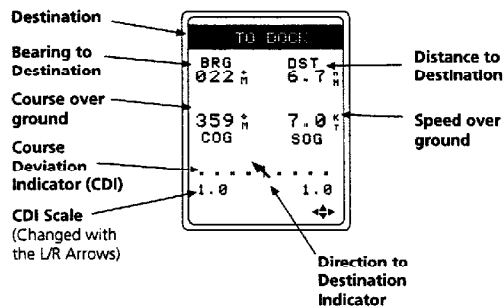 Destination
TO DOCK
Bearing to
Destination
BRG
DST
Distance to
Destination
022°M
6.7 nM
Course over
ground
359°M
7.0 KT
Speed over
ground
COG
SOG
Course
Deviation
Indicator (CDI)
1.0
1.0
CDI Scale
(Changed with
the L/R Arrows)
Direction to
Destination
Indicator